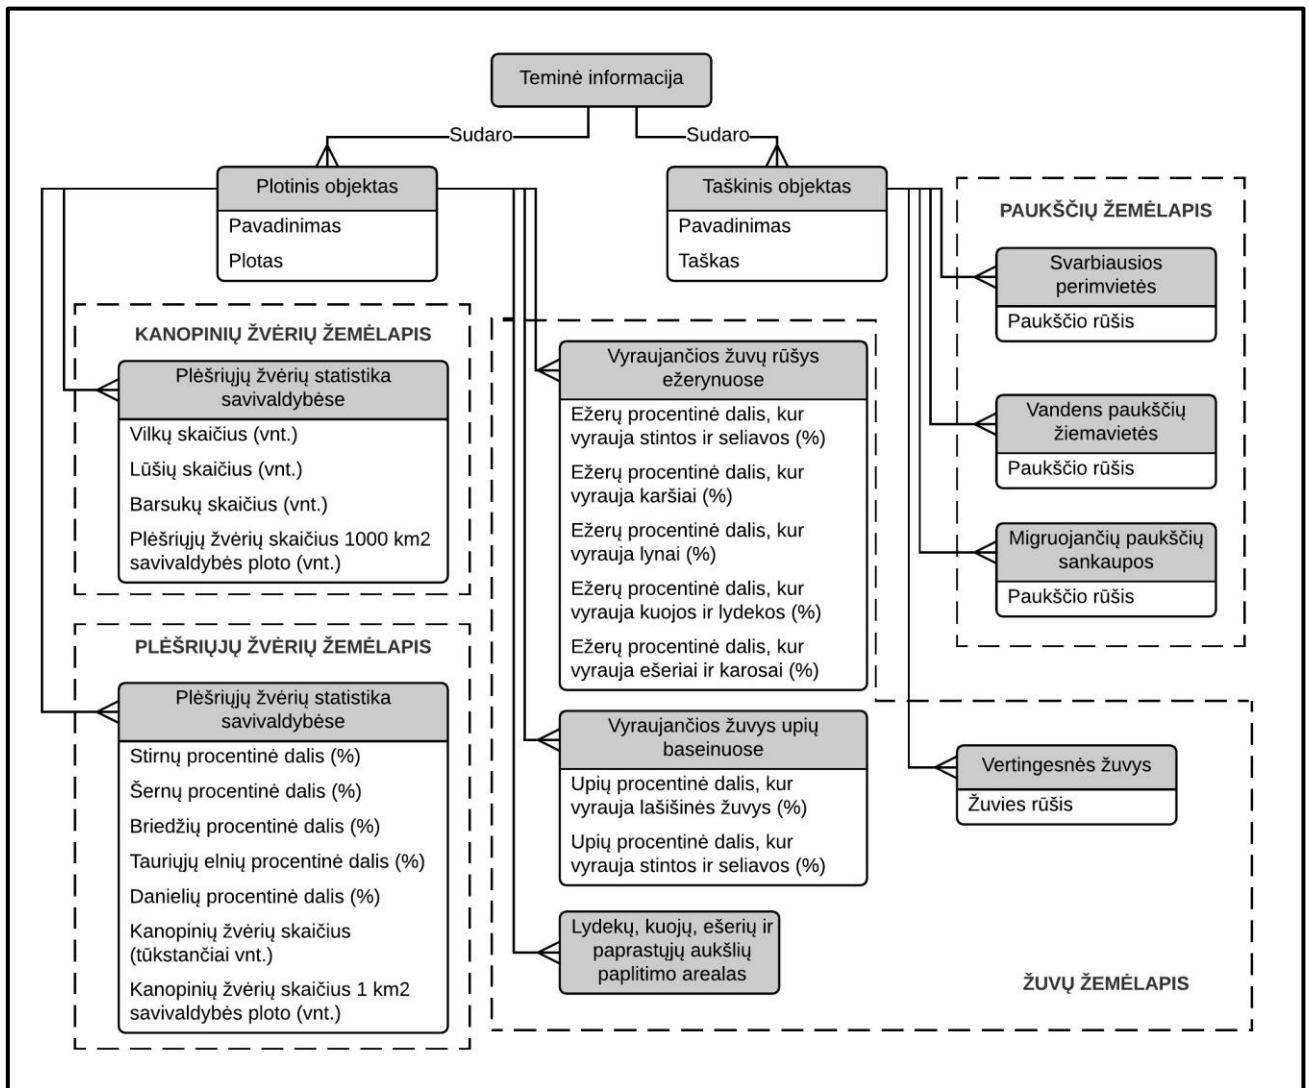 Teminė informacija
Sudaro
Sudaro
Plotinis objektas
Pavadinimas
Plotas
Taškinis objektas
Pavadinimas
Taškas
KANOPINIŲ ŽVĖRIŲ ŽEMĖLAPIS
Plėšriųjų žvėrių statistika
savivaldybėse
Vilkų skaičius (vnt.)
Lūšių skaičius (vnt.)
Barsukų skaičius (vnt.)
Plėšriųjų žvėrių skaičius 1000 km2
savivaldybės ploto (vnt.)
PLĖŠRIŲJŲ ŽVĖRIŲ ŽEMĖLAPIS
Plėšriųjų žvėrių statistika
savivaldybėse
Stirnų procentinė dalis (%)
Šernų procentinė dalis (%)
Briedžių procentinė dalis (%)
Tauriųjų elnių procentinė dalis (%)
Danielių procentinė dalis (%)
Kanopinių žvėrių skaičius
(tūkstančiai vnt.)
Kanopinių žvėrių skaičius 1 km2
savivaldybės ploto (vnt.)
Vyraujančios žuvų rūšys
ežerynuose
Ežerų procentinė dalis, kur
vyrauja stintos ir seliavos (%)
Ežerų procentinė dalis, kur
vyrauja karšiai (%)
Ežerų procentinė dalis, kur
vyrauja lynai (%)
Ežerų procentinė dalis, kur
vyrauja kuojos ir lydekos (%)
Ežerų procentinė dalis, kur
vyrauja ešeriai ir karosai (%)
Vyraujančios žuvys upių
baseinuose
Upių procentinė dalis, kur
vyrauja lašišinės žuvys (%)
Upių procentinė dalis, kur
vyrauja stintos ir seliavos (%)
Lydekų, kuojų, ešerių ir
paprastųjų aukšlių
paplitimo arealas
PAUKŠČIŲ ŽEMĖLAPIS
Svarbiausios
perimvietės
Paukščio rūšis
Vandens paukščių
žiemavietės
Paukščio rūšis
Migruojančių paukščių
sankaupos
Paukščio rūšis
Vertingesnės žuvys
Žuvies rūšis
ŽUVŲ ŽEMĖLAPIS